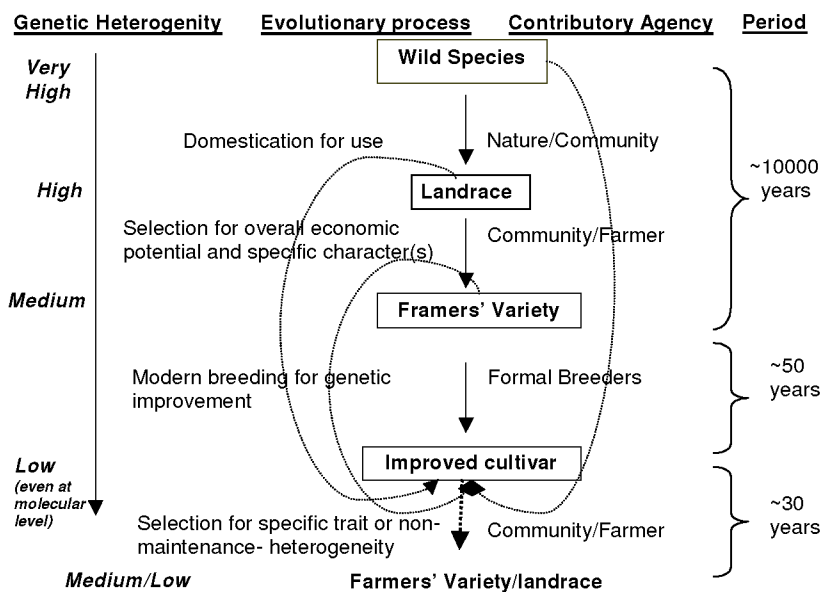 Genetic Heterogenity Evolutionary process Contributory Agency Period
Very
High
Wild Species
Domestication for use
Nature/Community
~10000
years
High
Landrace
Selection for overall economic
potential and specific character(s)
Community/Farmer
Medium
Framers' Variety
Modern breeding for genetic
improvement
Formal Breeders
~50
years
Low
(even at
molecular
level)
Improved cultivar
Selection for specific trait or non-
maintenance- heterogeneity
Community/Farmer
~30
years
Medium/Low
Farmers' Variety/landrace